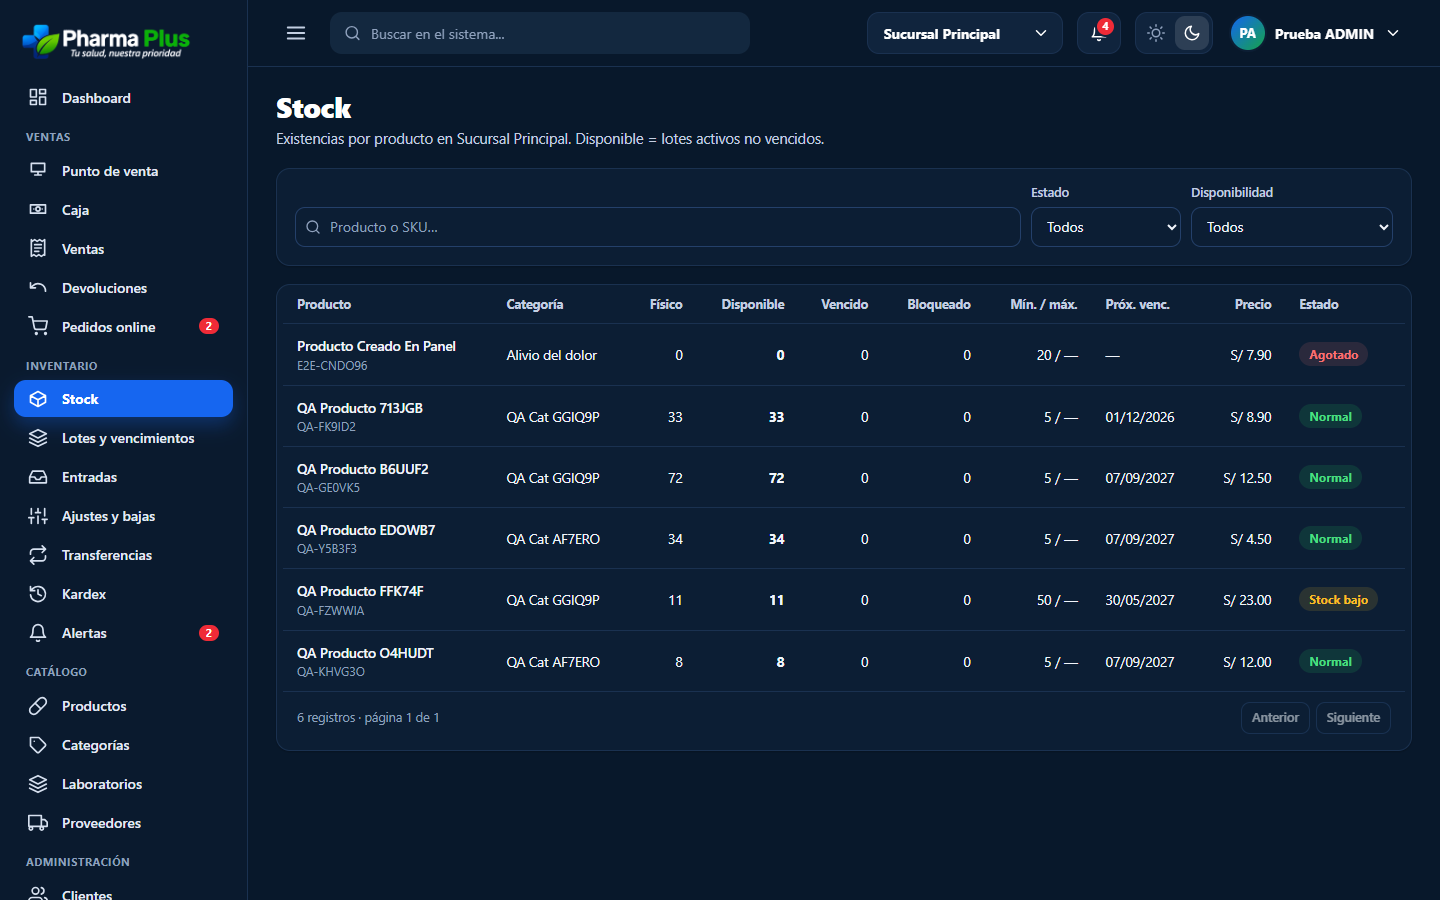 Pharma Plus
Tu salud, nuestra prioridad
Buscar en el sistema...
Sucursal Principal
4
PA
Prueba ADMIN
Dashboard
VENTAS
Punto de venta
Caja
Ventas
Devoluciones
Pedidos online 2
INVENTARIO
Stock
Lotes y vencimientos
Entradas
Ajustes y bajas
Transferencias
Kardex
Alertas 2
CATÁLOGO
Productos
Categorías
Laboratorios
Proveedores
ADMINISTRACIÓN
Clientes
Stock
Existencias por producto en Sucursal Principal. Disponible = lotes activos no vencidos.
Estado Disponibilidad
Producto o SKU... Todos Todos
Producto Categoría Físico Disponible Vencido Bloqueado Mín. / máx. Próx. venc. Precio Estado
Producto Creado En Panel
E2E-CNDO96
Alivio del dolor 0 0 0 0 20 / — — S/ 7.90 Agotado
QA Producto 713JGB
QA-FK9ID2
QA Cat GGIQ9P 33 33 0 0 5 / — 01/12/2026 S/ 8.90 Normal
QA Producto B6UUF2
QA-GE0VK5
QA Cat GGIQ9P 72 72 0 0 5 / — 07/09/2027 S/ 12.50 Normal
QA Producto EDOWB7
QA-Y5B3F3
QA Cat AF7ERO 34 34 0 0 5 / — 07/09/2027 S/ 4.50 Normal
QA Producto FFK74F
QA-FZWWIA
QA Cat GGIQ9P 11 11 0 0 50 / — 30/05/2027 S/ 23.00 Stock bajo
QA Producto O4HUDT
QA-KHVG3O
QA Cat AF7ERO 8 8 0 0 5 / — 07/09/2027 S/ 12.00 Normal
6 registros · página 1 de 1
Anterior Siguiente